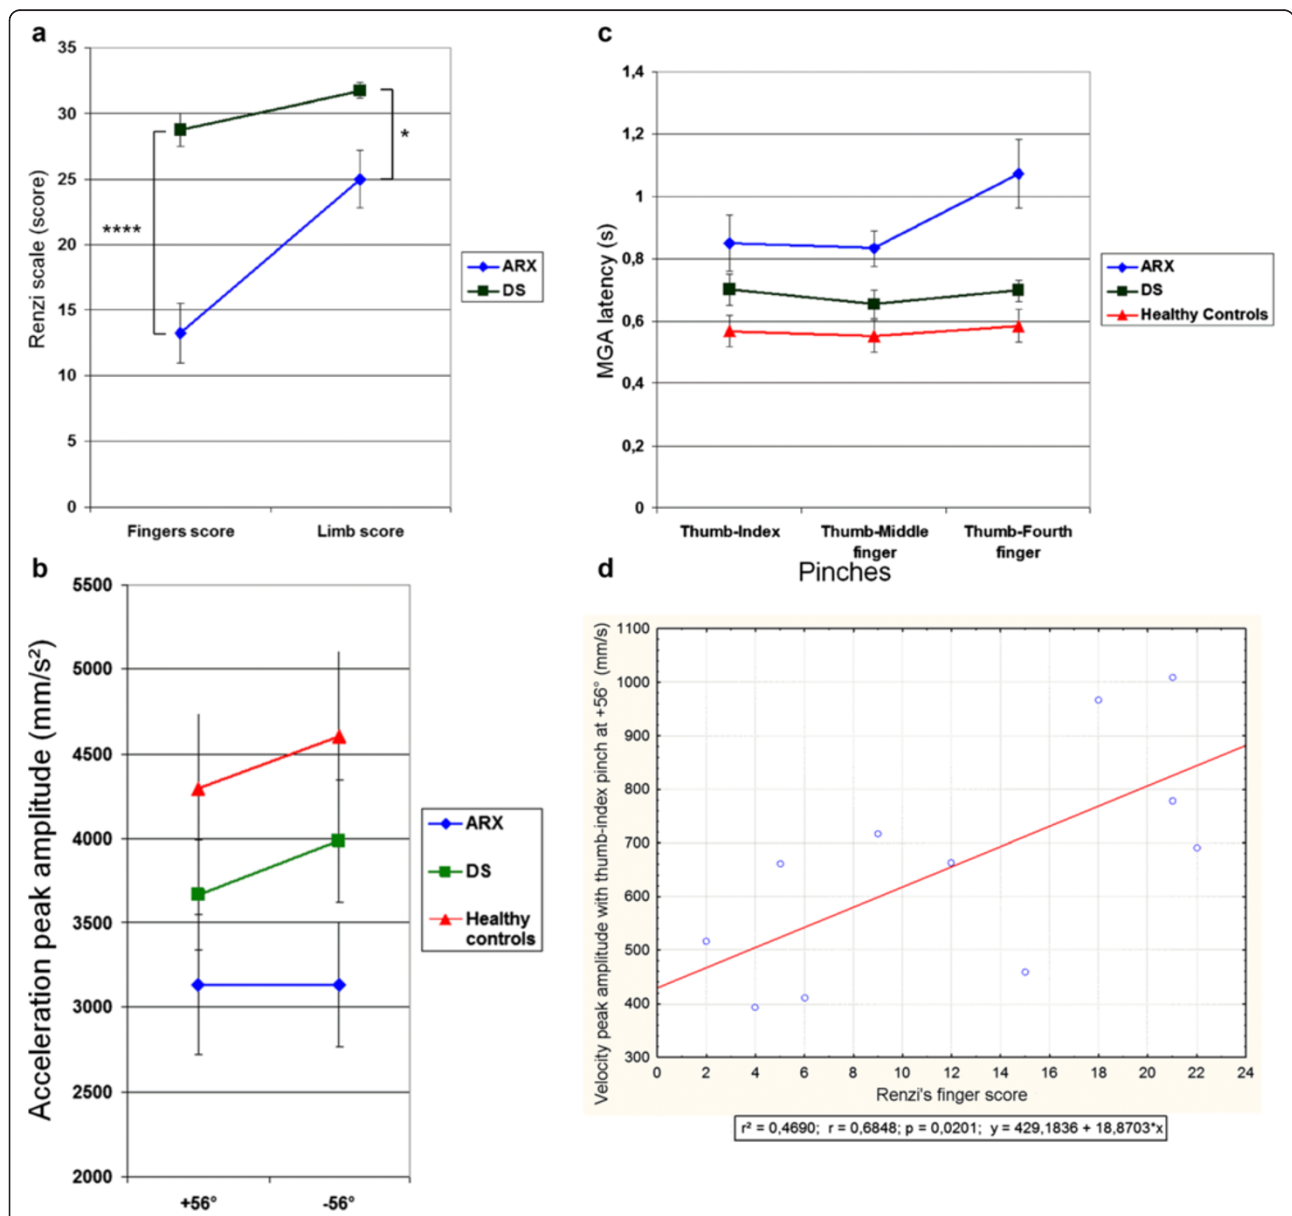 a
35
30
25
20
15
10
5
0
Renzi scale (score)
****
*
Fingers score
Limb score
ARX
DS
c
1,4
1,2
1
0,8
0,6
0,4
0,2
0
MGA latency (s)
Thumb-Index
Thumb-Middle
finger
Thumb-Fourth
finger
Pinches
ARX
DS
Healthy Controls
b
5500
5000
4500
4000
3500
3000
2500
2000
Acceleration peak amplitude (mm/s²)
+56°
-56°
ARX
DS
Healthy
controls
d
1100
1000
900
800
700
600
500
400
300
Velocity peak amplitude with thumb-index pinch at +56° (mm/s)
0 2 4 6 8 10 12 14 16 18 20 22 24
Renzi's finger score
r² = 0,4690; r = 0,6848; p = 0,0201; y = 429,1836 + 18,8703*x